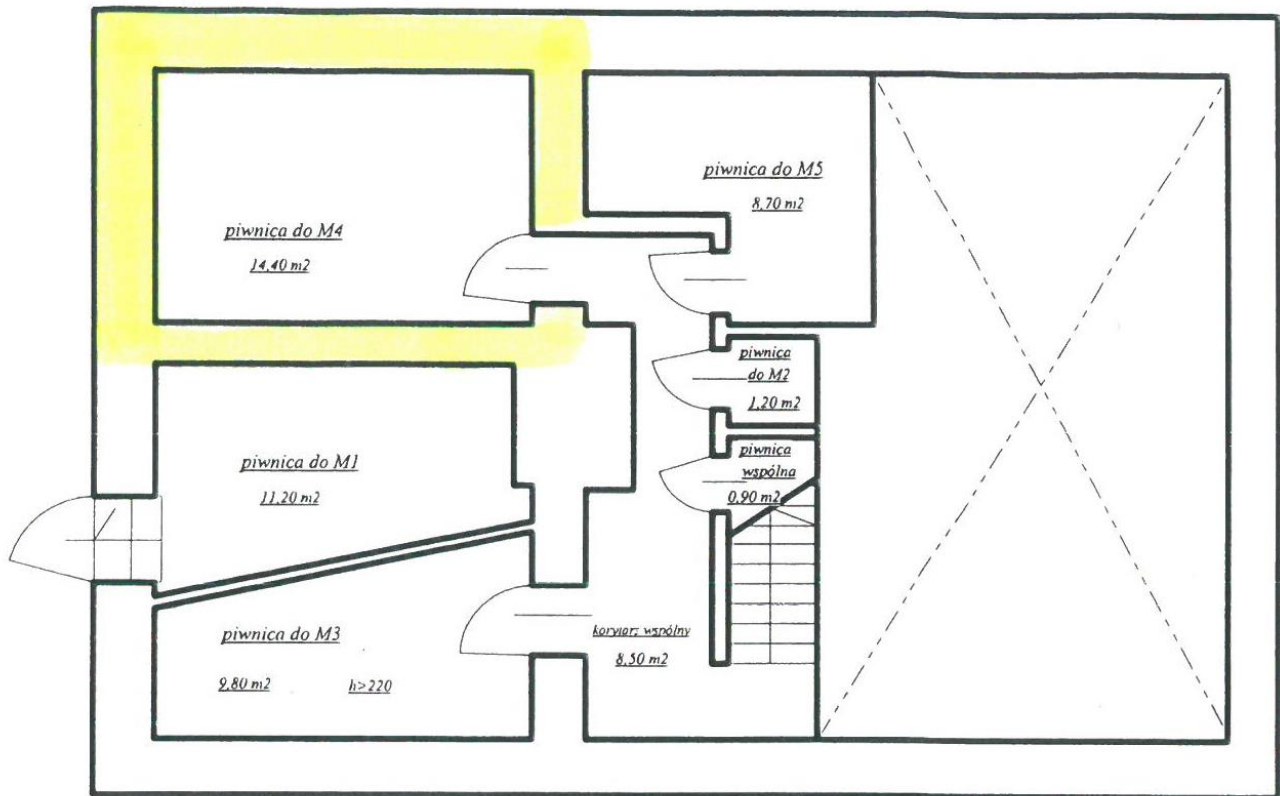 piwnica do M5
8,70 m2
piwnica do M4
14,40 m2
piwnica
do M2
1,20 m2
piwnica
wspólna
0,90 m2
piwnica do M1
11,20 m2
piwnica do M3
9,80 m2 h>220
korytarz wspólny
8,50 m2